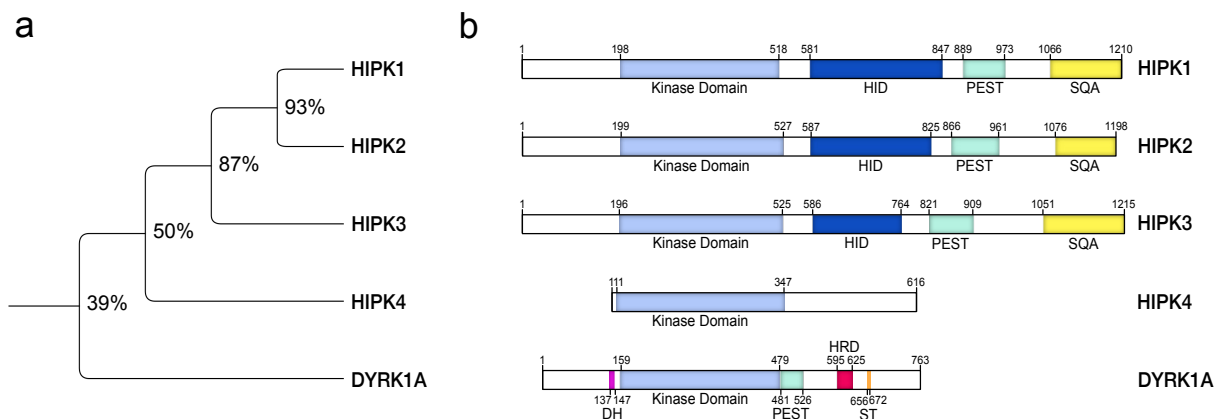 a
HIPK1
93%
HIPK2
87%
HIPK3
50%
HIPK4
39%
DYRK1A
b
1 198 518 581 847 889 973 1066 1210
HIPK1
Kinase Domain HID PEST SQA
1 199 527 587 825 866 961 1076 1198
HIPK2
Kinase Domain HID PEST SQA
1 196 525 586 764 821 909 1051 1215
HIPK3
Kinase Domain HID PEST SQA
1 11 347 616
HIPK4
Kinase Domain
HRD
1 159 479 595 625 763
DYRK1A
137 147 481 526 656 672
DH Kinase Domain PEST ST